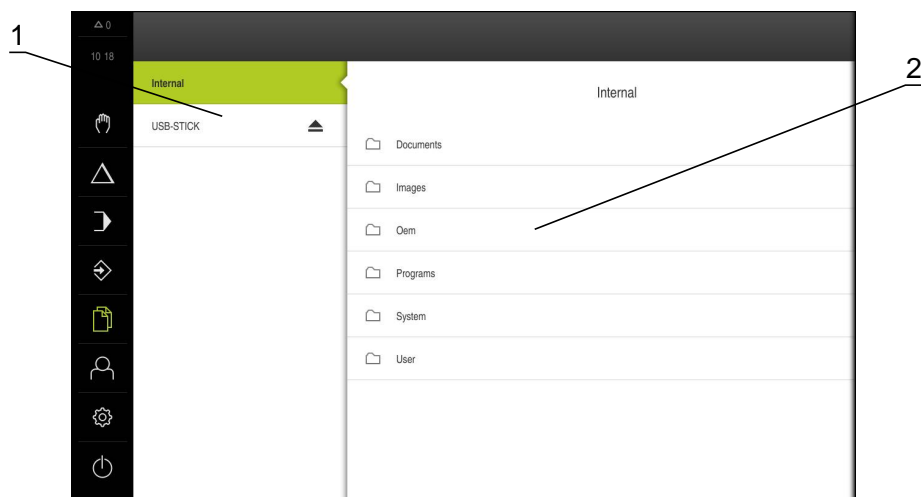 1
△ 0
10 18
2
Internal
USB-STICK
Internal
Documents
Images
Oem
Programs
System
User